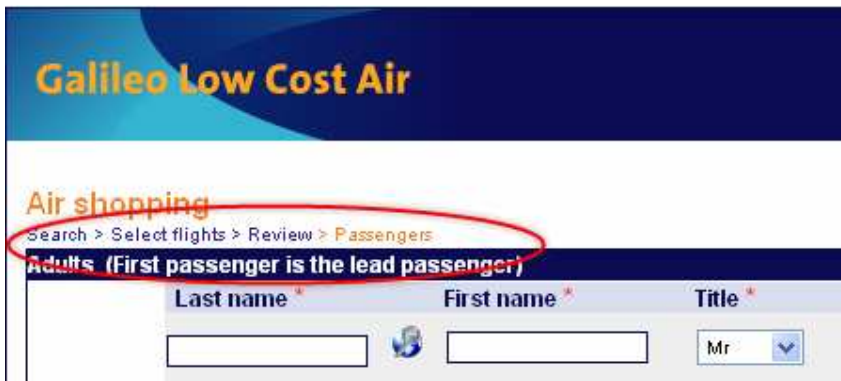 Galileo Low Cost Air
Air shopping
Search > Select flights > Review > Passengers
Adults (First passenger is the lead passenger)
Last name * First name * Title *
Mr